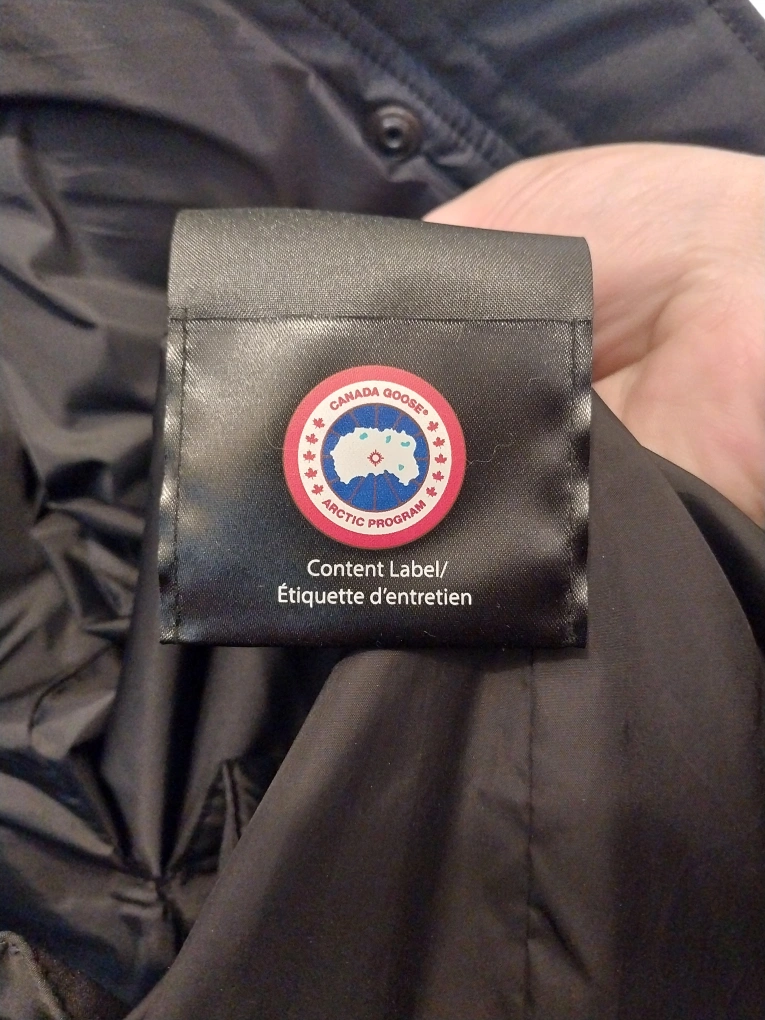 CANADA GOOSE®
ARCTIC PROGRAM
Content Label/
Étiquette d'entretien